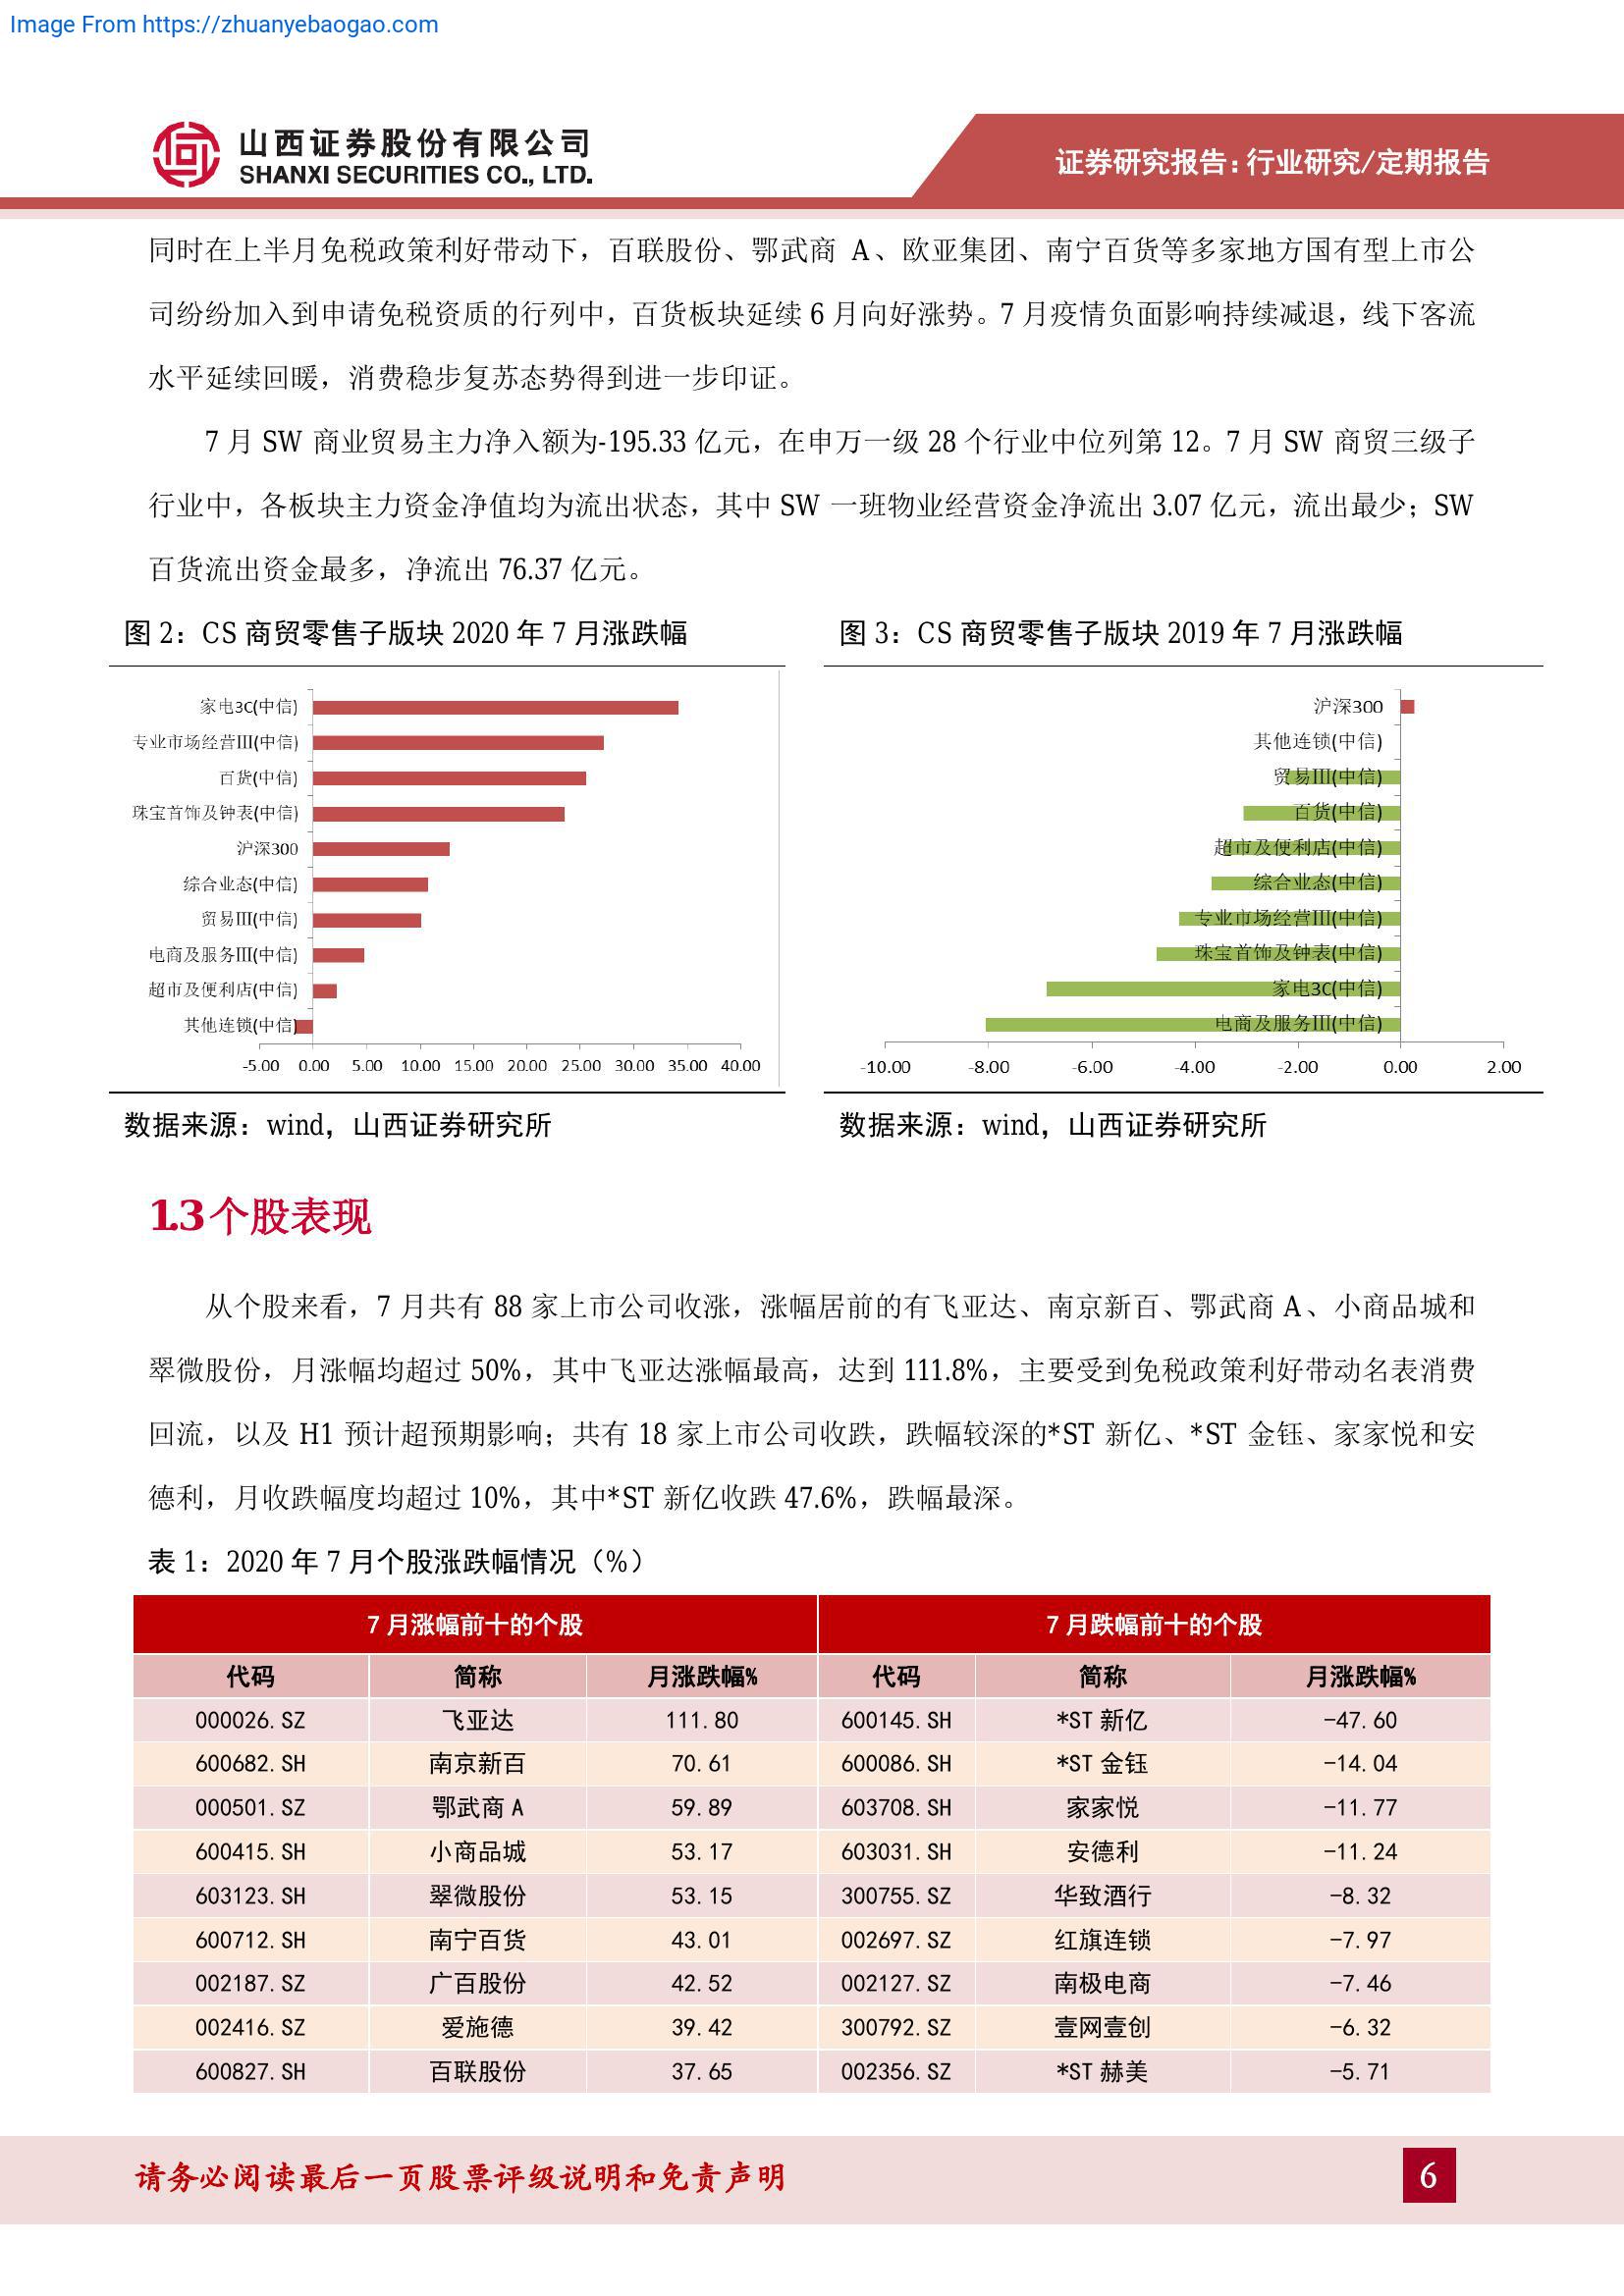 Image From https://zhuanyebaogao.com
山西证券股份有限公司
SHANXI SECURITIES CO., LTD.
证券研究报告：行业研究/定期报告
同时在上半月免税政策利好带动下，百联股份、鄂武商 A、欧亚集团、南宁百货等多家地方国有型上市公
司纷纷加入到申请免税资质的行列中，百货板块延续 6 月向好涨势。7 月疫情负面影响持续减退，线下客流
水平延续回暖，消费稳步复苏态势得到进一步印证。
7 月 SW 商业贸易主力净入额为-195.33 亿元，在申万一级 28 个行业中位列第 12。7 月 SW 商贸三级子
行业中，各板块主力资金净值均为流出状态，其中 SW 一班物业经营资金净流出 3.07 亿元，流出最少；SW
百货流出资金最多，净流出 76.37 亿元。
图 2：CS 商贸零售子版块 2020 年 7 月涨跌幅
家电3C(中信)
专业市场经营III(中信)
百货(中信)
珠宝首饰及钟表(中信)
沪深300
综合业态(中信)
贸易III(中信)
电商及服务III(中信)
超市及便利店(中信)
其他连锁(中信)
-5.00 0.00 5.00 10.00 15.00 20.00 25.00 30.00 35.00 40.00
数据来源：wind，山西证券研究所
图 3：CS 商贸零售子版块 2019 年 7 月涨跌幅
沪深300
其他连锁(中信)
贸易III(中信)
百货(中信)
超市及便利店(中信)
综合业态(中信)
专业市场经营III(中信)
珠宝首饰及钟表(中信)
家电3C(中信)
电商及服务III(中信)
-10.00 -8.00 -6.00 -4.00 -2.00 0.00 2.00
数据来源：wind，山西证券研究所
1.3 个股表现
从个股来看，7 月共有 88 家上市公司收涨，涨幅居前的有飞亚达、南京新百、鄂武商 A、小商品城和
翠微股份，月涨幅均超过 50%，其中飞亚达涨幅最高，达到 111.8%，主要受到免税政策利好带动名表消费
回流，以及 H1 预计超预期影响；共有 18 家上市公司收跌，跌幅较深的*ST 新亿、*ST 金钰、家家悦和安
德利，月收跌幅度均超过 10%，其中*ST 新亿收跌 47.6%，跌幅最深。
表 1：2020 年 7 月个股涨跌幅情况（%）
7 月涨幅前十的个股 7 月跌幅前十的个股
代码 简称 月涨跌幅% 代码 简称 月涨跌幅%
000026.SZ 飞亚达 111.80 600145.SH *ST 新亿 -47.60
600682.SH 南京新百 70.61 600086.SH *ST 金钰 -14.04
000501.SZ 鄂武商 A 59.89 603708.SH 家家悦 -11.77
600415.SH 小商品城 53.17 603031.SH 安德利 -11.24
603123.SH 翠微股份 53.15 300755.SZ 华致酒行 -8.32
600712.SH 南宁百货 43.01 002697.SZ 红旗连锁 -7.97
002187.SZ 广百股份 42.52 002127.SZ 南极电商 -7.46
002416.SZ 爱施德 39.42 300792.SZ 壹网壹创 -6.32
600827.SH 百联股份 37.65 002356.SZ *ST 赫美 -5.71
请务必阅读最后一页股票评级说明和免责声明
6